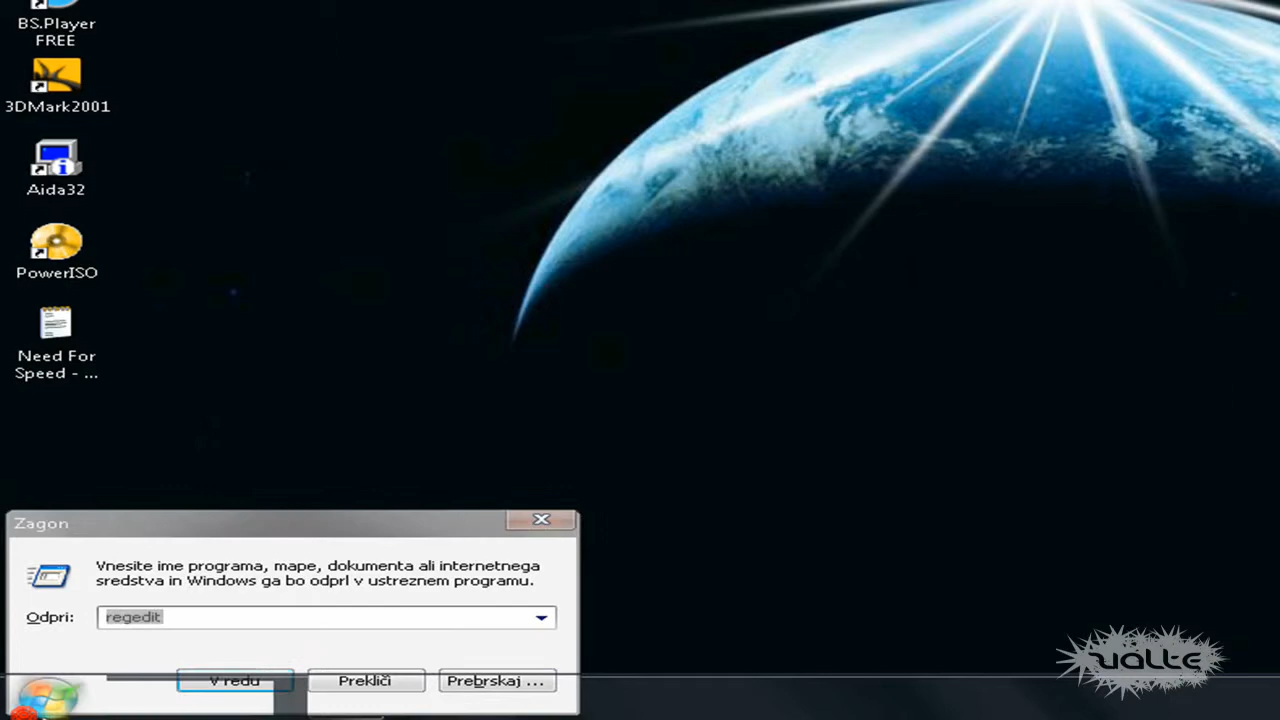 BS.Player
FREE
3DMark2001
Aida32
PowerISO
Need For
Speed - ...
Zagon
Vnesite ime programa, mape, dokumenta ali internetnega
sredstva in Windows ga bo odprl v ustreznem programu.
Odpri: regedit
V redu Prekliči Prebrskaj ...
valte